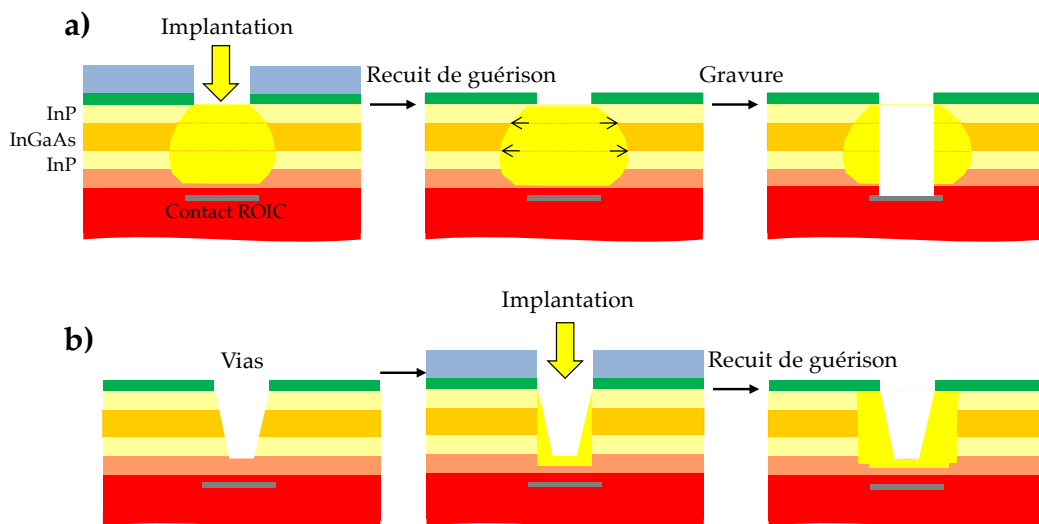 a)
Implantation
Recuit de guérison
Gravure
InP
InGaAs
InP
Contact ROIC
Implantation
b)
Vias
Recuit de guérison